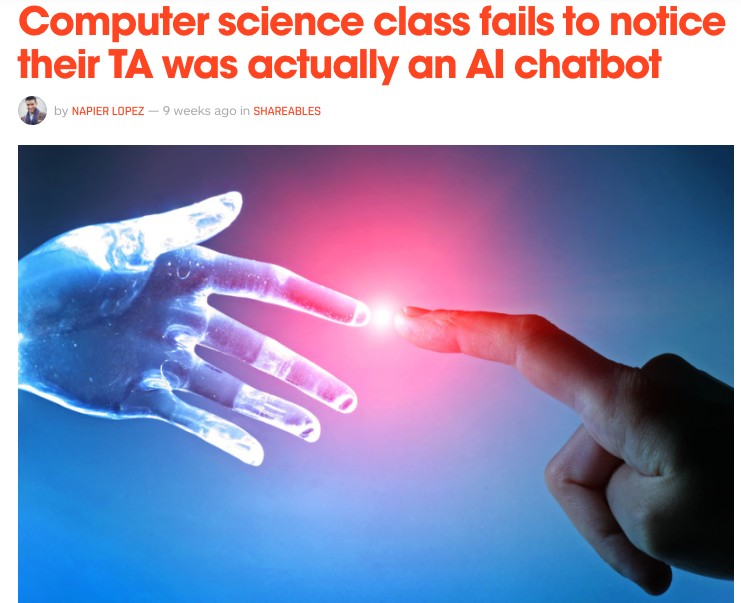 Computer science class fails to notice
their TA was actually an AI chatbot
by NAPIER LOPEZ — 9 weeks ago in SHAREABLES